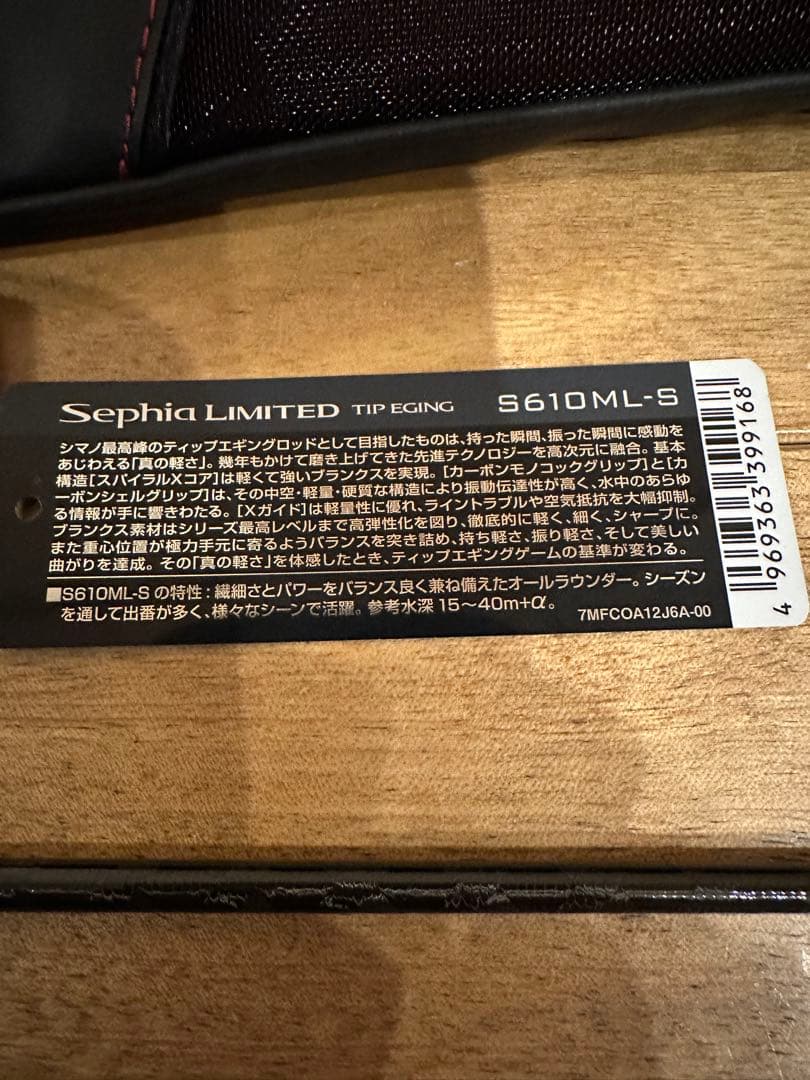 Sephia LIMITED TIP EGING S610ML-S
シマノ最高峰のティップエギングロッドとして目指したものは、持った瞬間、振った瞬間に感動を
あじわえる「真の軽さ」。幾年もかけて磨き上げてきた先進テクノロジーを高次元に融合。基本
構造[スパイラルXコア]は軽くて強いブランクスを実現。[カーボンモノコックグリップ]と[カ
ーボンシェルグリップ]は、その中空・軽量・硬質な構造により振動伝達性が高く、水中のあらゆ
る情報が手に響きわたる。[Xガイド]は軽量性に優れ、ライントラブルや空気抵抗を大幅抑制。
ブランクス素材はシリーズ最高レベルまで高弾性化を図り、徹底的に軽く、細く、シャープに。
また重心位置が極力手元に寄るようバランスを突き詰め、持ち軽さ、振り軽さ、そして美しい
曲がりを達成。その「真の軽さ」を体感したとき、ティップエギングゲームの基準が変わる。
■S610ML-Sの特性：繊細さとパワーをバランス良く兼ね備えたオールラウンダー。シーズン
を通して出番が多く、様々なシーンで活躍。参考水深15〜40m+α。
7MFCOA12J6A-00
4 969363 399168